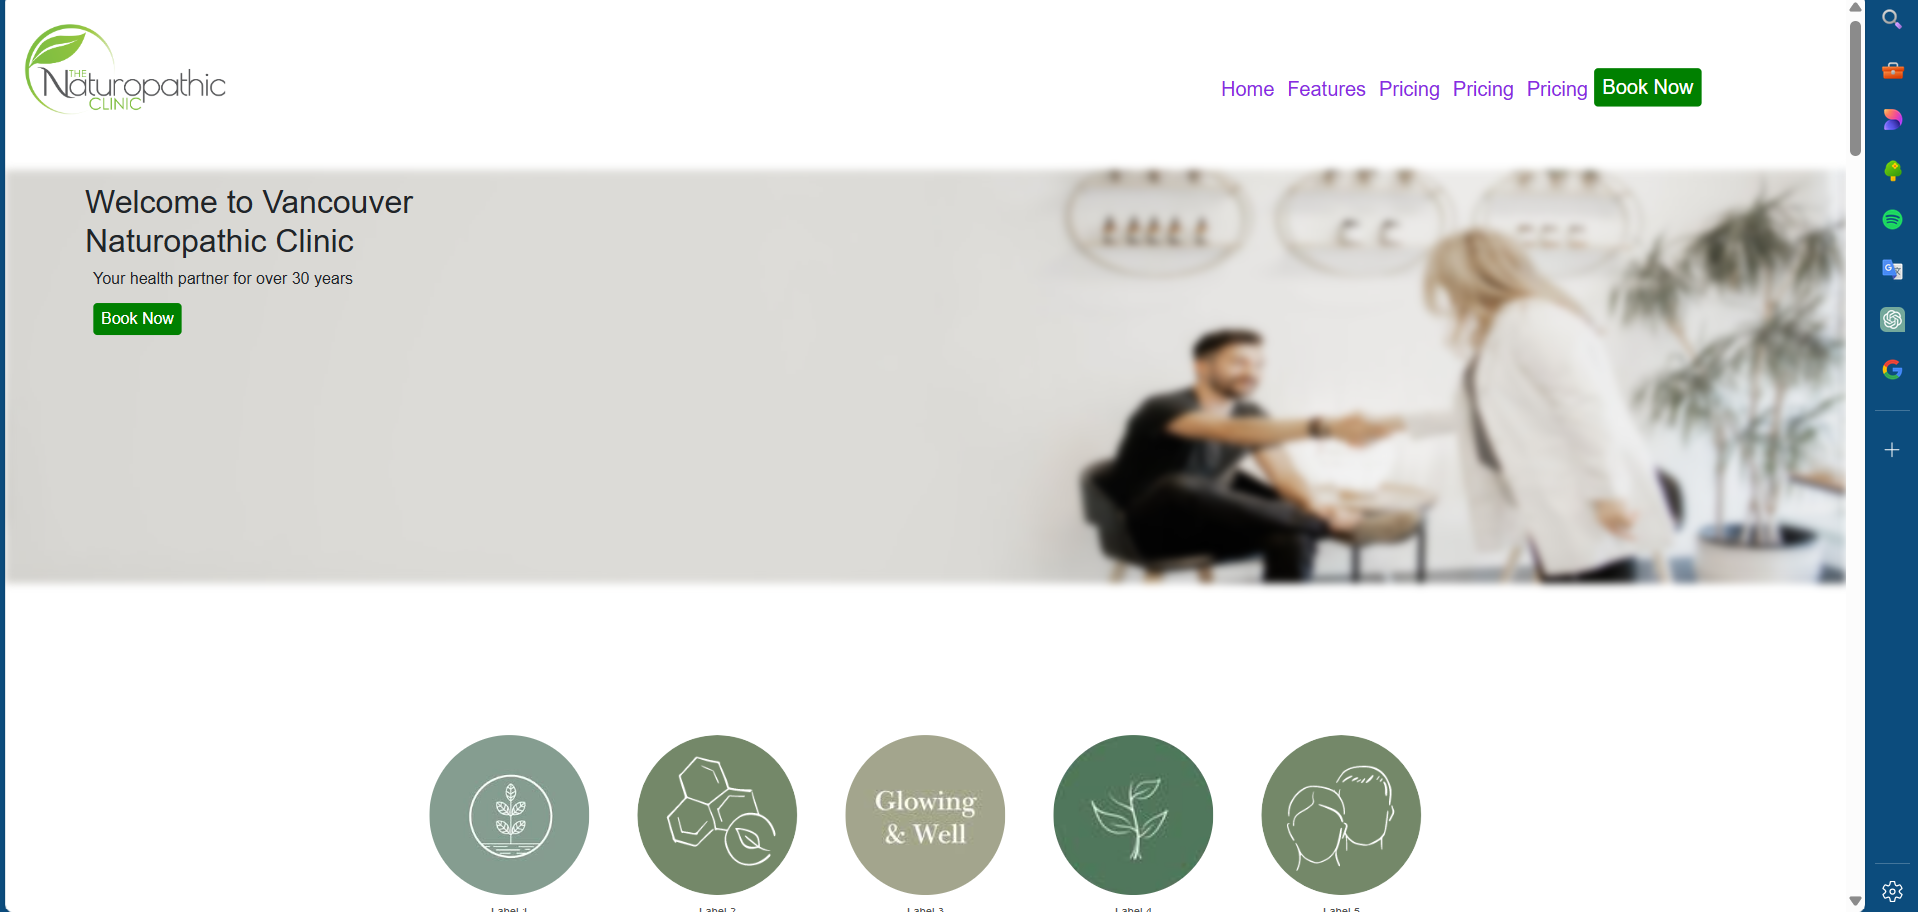 THE
Naturopathic
CLINIC
Home Features Pricing Pricing Pricing Book Now
Welcome to Vancouver
Naturopathic Clinic
Your health partner for over 30 years
Book Now
Glowing
& Well
Label 1 Label 2 Label 3 Label 4 Label 5